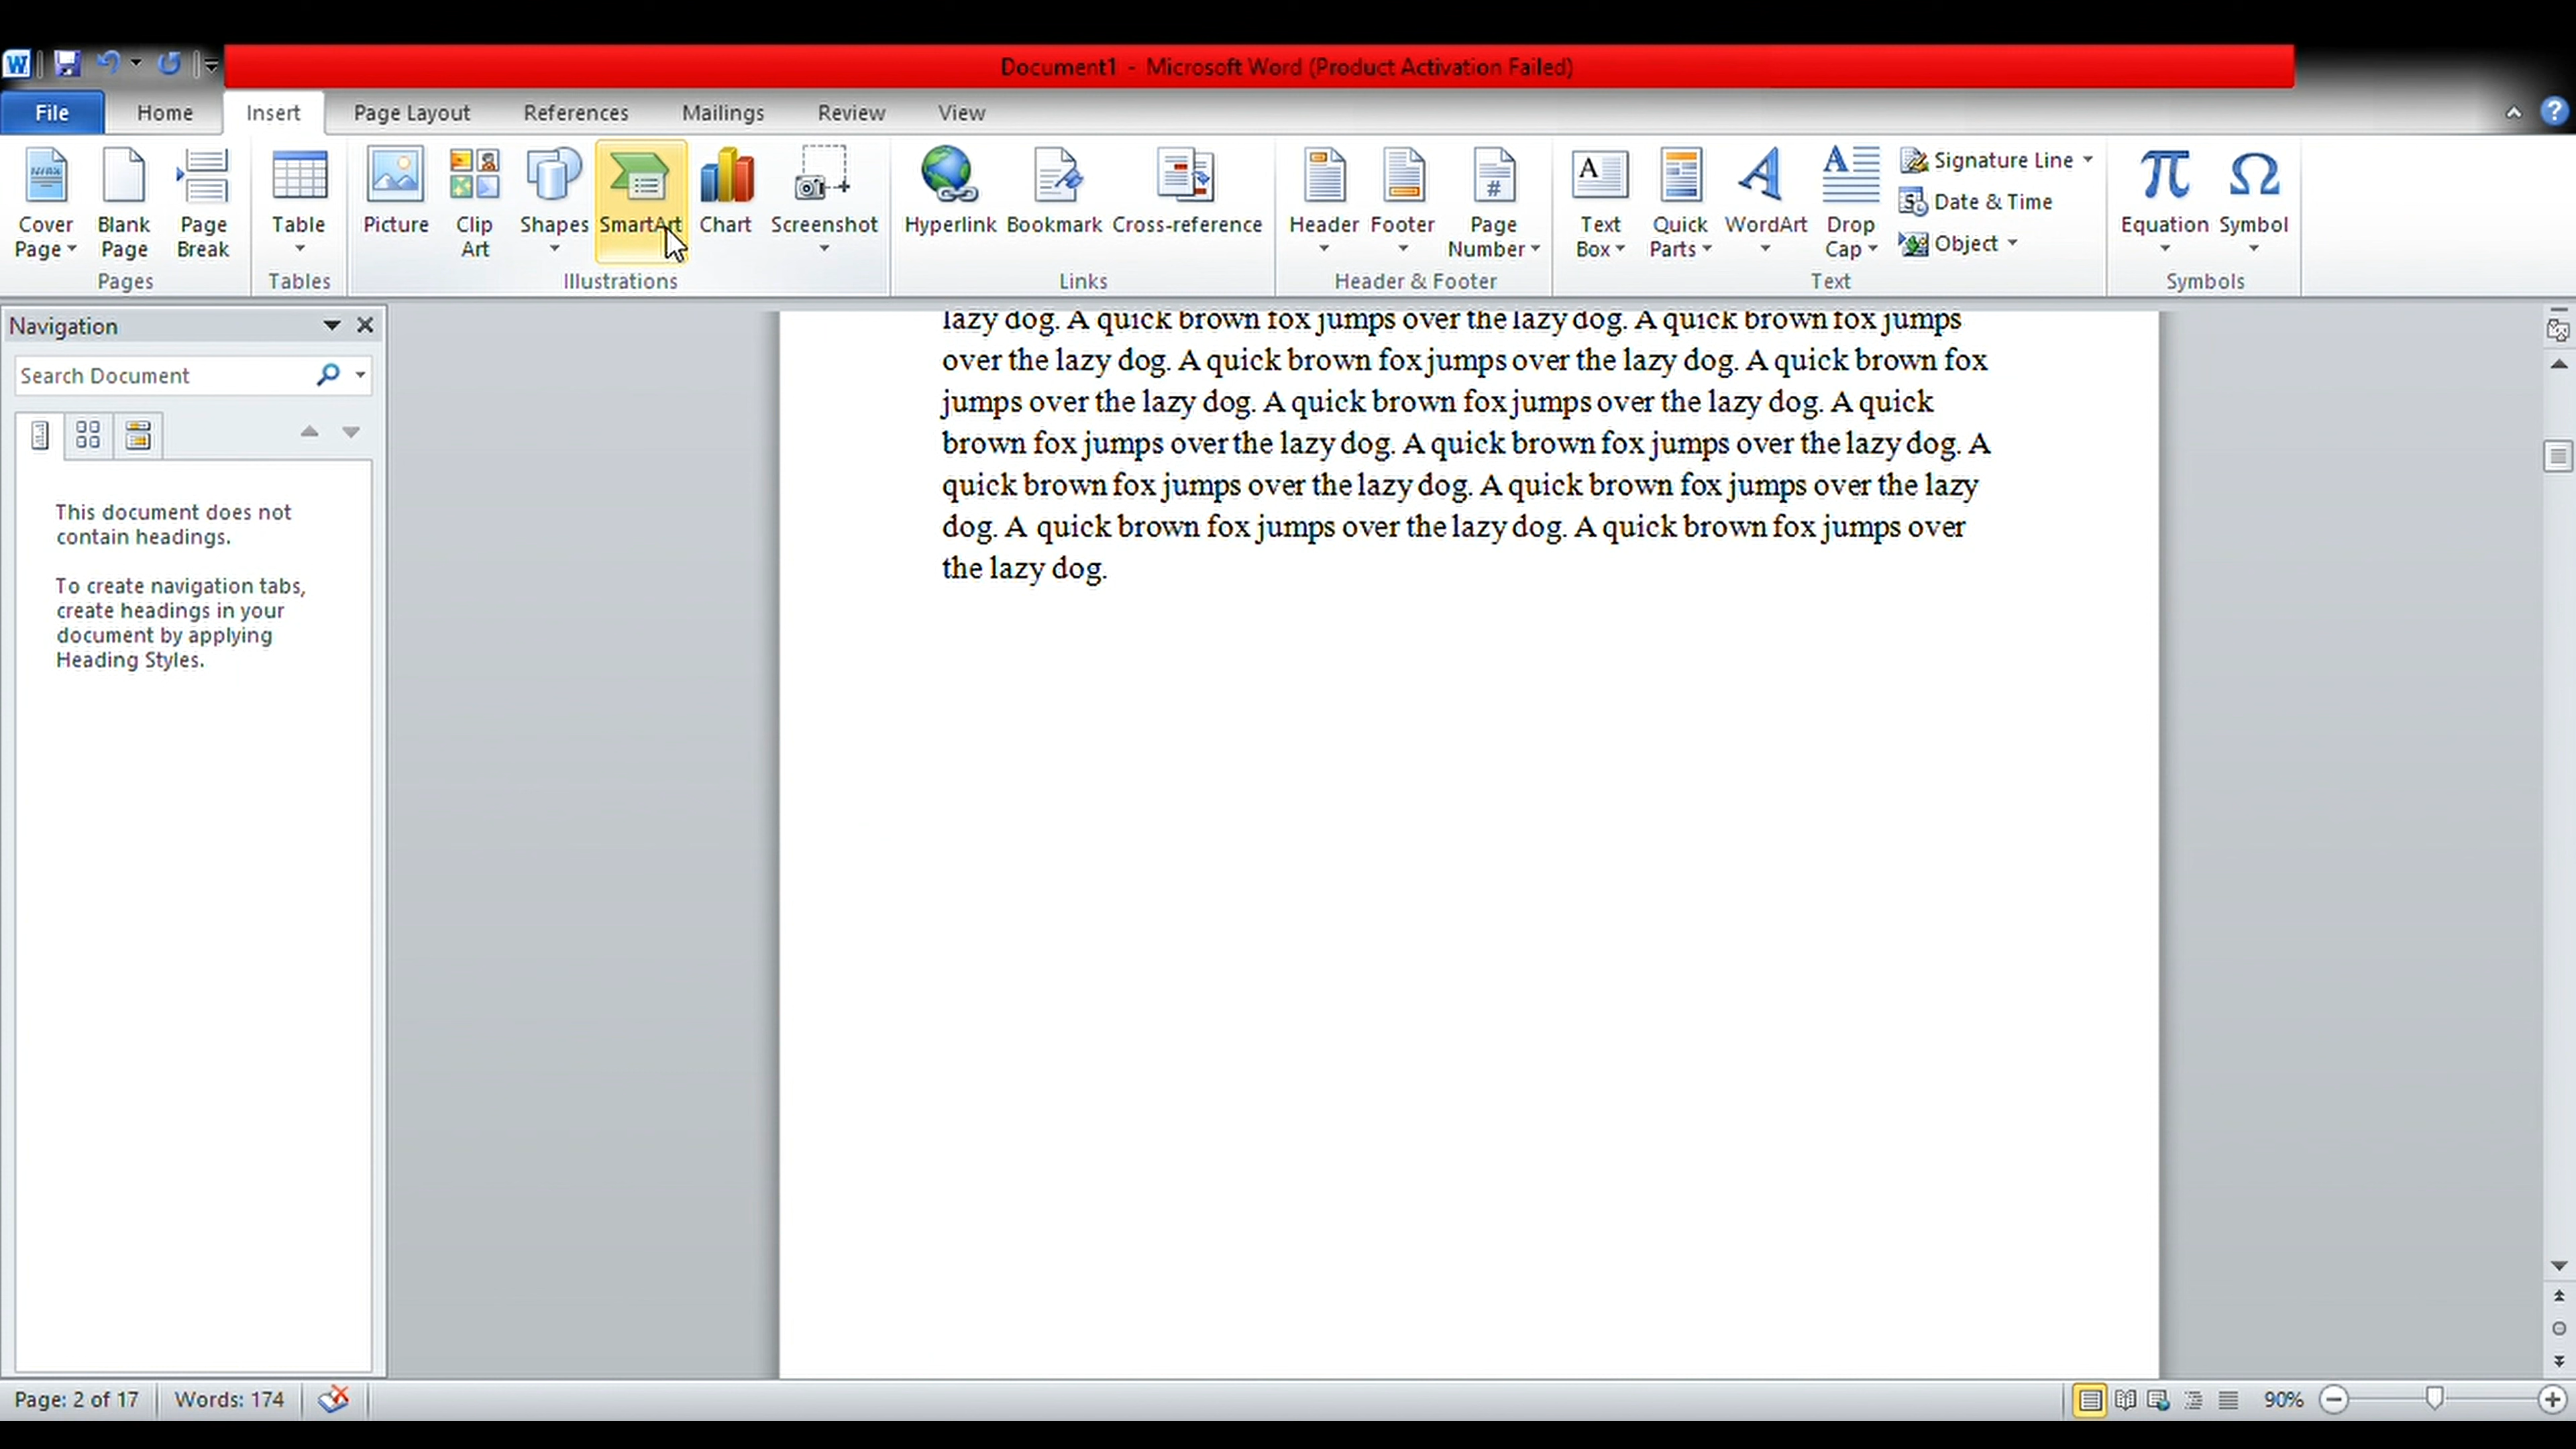 Document1 - Microsoft Word (Product Activation Failed)
File Home Insert Page Layout References Mailings Review View
Cover Page
Blank Page
Page Break
Table
Picture
Clip Art
Shapes
SmartArt
Chart
Screenshot
Hyperlink
Bookmark
Cross-reference
Header
Footer
Page Number
Text Box
Quick Parts
WordArt
Drop Cap
Signature Line
Date & Time
Object
Equation
Symbol
Pages Tables Illustrations Links Header & Footer Text Symbols
Navigation
Search Document
This document does not
contain headings.
To create navigation tabs,
create headings in your
document by applying
Heading Styles.
lazy dog. A quick brown fox jumps over the lazy dog. A quick brown fox jumps
over the lazy dog. A quick brown fox jumps over the lazy dog. A quick brown fox
jumps over the lazy dog. A quick brown fox jumps over the lazy dog. A quick
brown fox jumps over the lazy dog. A quick brown fox jumps over the lazy dog. A
quick brown fox jumps over the lazy dog. A quick brown fox jumps over the lazy
dog. A quick brown fox jumps over the lazy dog. A quick brown fox jumps over
the lazy dog.
Page: 2 of 17 Words: 174 90%